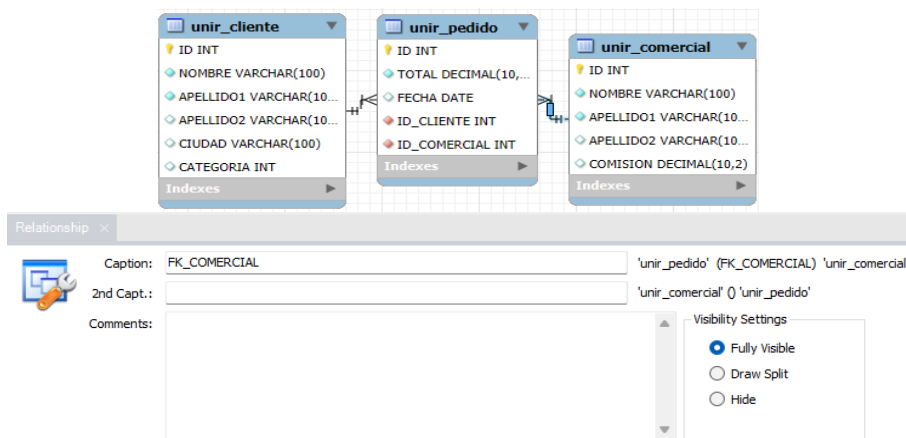 unir_cliente
ID INT
NOMBRE VARCHAR(100)
APELLIDO1 VARCHAR(10...
APELLIDO2 VARCHAR(10...
CIUDAD VARCHAR(100)
CATEGORIA INT
Indexes
unir_pedido
ID INT
TOTAL DECIMAL(10,...
FECHA DATE
ID_CLIENTE INT
ID_COMERCIAL INT
Indexes
unir_comercial
ID INT
NOMBRE VARCHAR(100)
APELLIDO1 VARCHAR(10...
APELLIDO2 VARCHAR(10...
COMISION DECIMAL(10,2)
Indexes
Relationship ×
Caption: FK_COMERCIAL 'unir_pedido' (FK_COMERCIAL) 'unir_comercial
2nd Capt.: 'unir_comercial' () 'unir_pedido'
Comments:
Visibility Settings
Fully Visible
Draw Split
Hide